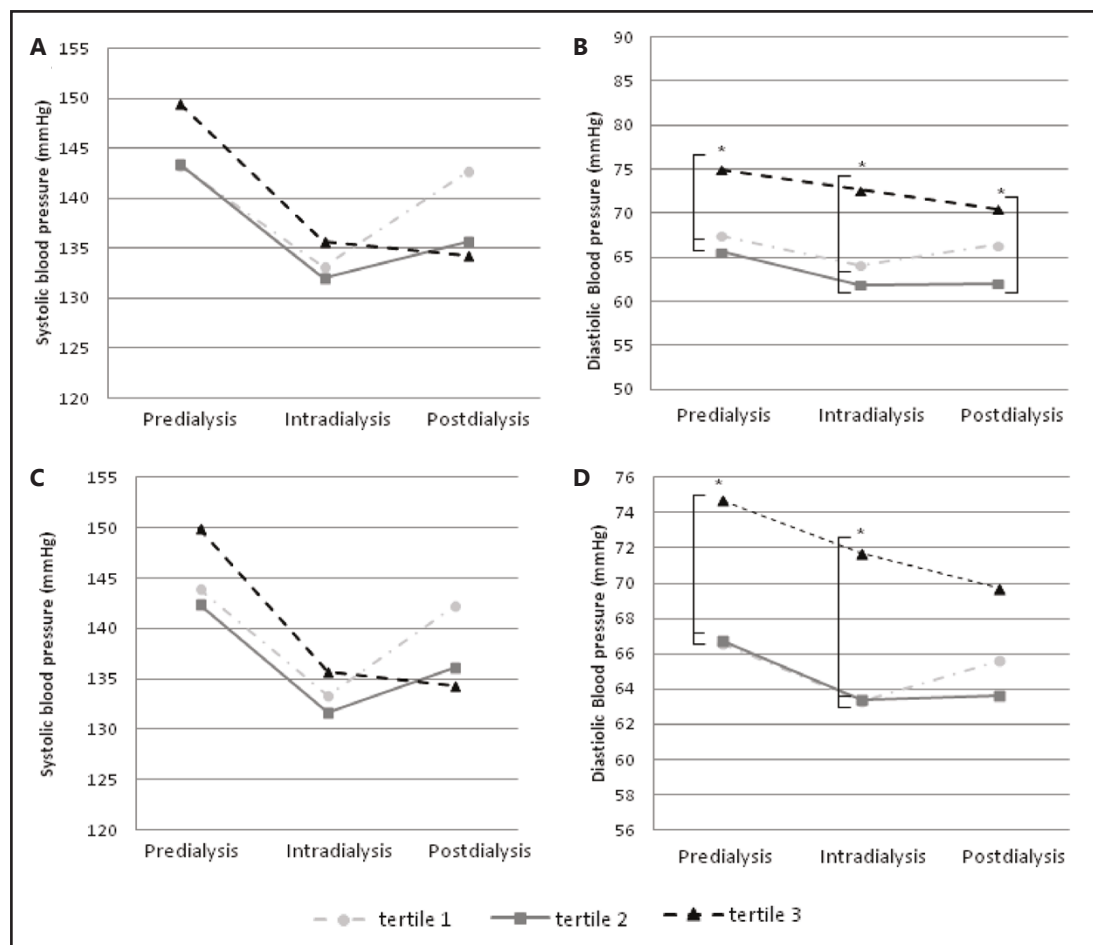 A
Systolic blood pressure (mmHg)
155
150
145
140
135
130
125
120
Predialysis Intradialysis Postdialysis
B
Diastiolic Blood pressure (mmHg)
90
85
80
75
70
65
60
55
50
* * *
Predialysis Intradialysis Postdialysis
C
Systolic blood pressure (mmHg)
155
150
145
140
135
130
125
120
Predialysis Intradialysis Postdialysis
D
Diastiolic Blood pressure (mmHg)
76
74
72
70
68
66
64
62
60
58
56
* *
Predialysis Intradialysis Postdialysis
tertile 1 tertile 2 tertile 3